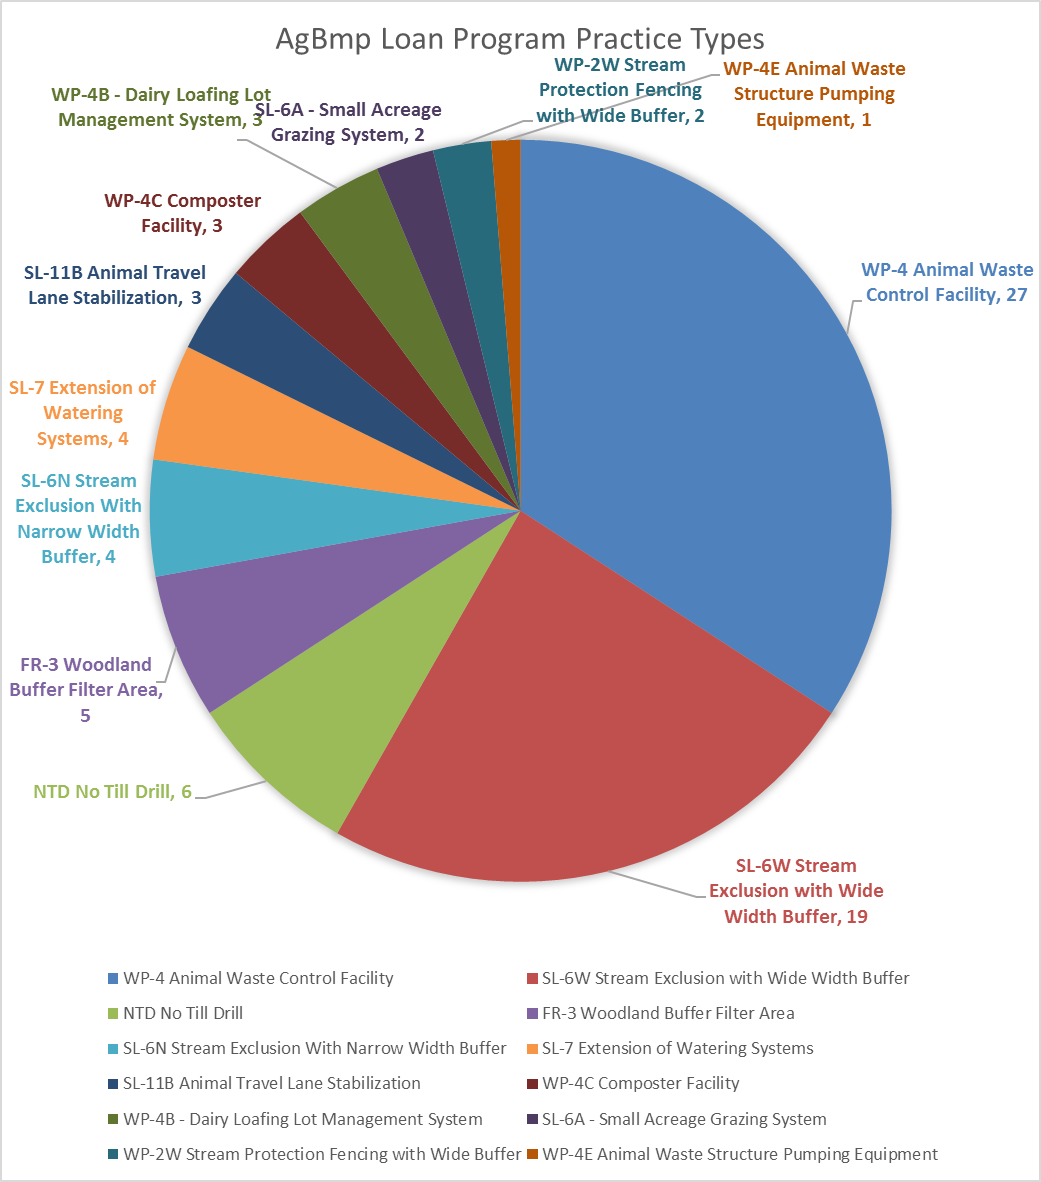 AgBmp Loan Program Practice Types
WP-2W Stream
Protection Fencing
with Wide Buffer, 2
WP-4E Animal Waste
Structure Pumping
Equipment, 1
WP-4B - Dairy Loafing Lot
Management System, 3
SL-6A - Small Acreage
Grazing System, 2
WP-4C Composter
Facility, 3
WP-4 Animal Waste
Control Facility, 27
SL-11B Animal Travel
Lane Stabilization, 3
SL-7 Extension of
Watering
Systems, 4
SL-6N Stream
Exclusion With
Narrow Width
Buffer, 4
FR-3 Woodland
Buffer Filter Area,
5
NTD No Till Drill, 6
SL-6W Stream
Exclusion with Wide
Width Buffer, 19
WP-4 Animal Waste Control Facility
SL-6W Stream Exclusion with Wide Width Buffer
NTD No Till Drill
FR-3 Woodland Buffer Filter Area
SL-6N Stream Exclusion With Narrow Width Buffer
SL-7 Extension of Watering Systems
SL-11B Animal Travel Lane Stabilization
WP-4C Composter Facility
WP-4B - Dairy Loafing Lot Management System
SL-6A - Small Acreage Grazing System
WP-2W Stream Protection Fencing with Wide Buffer
WP-4E Animal Waste Structure Pumping Equipment